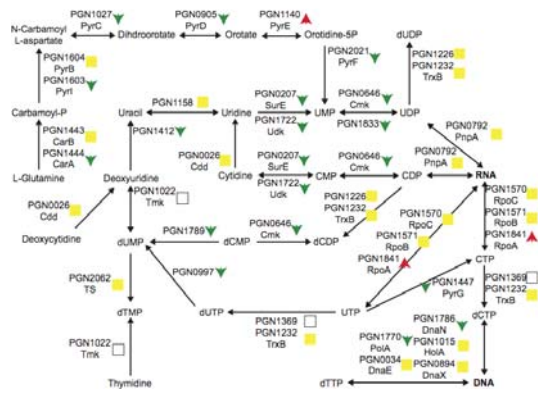 N-Carbamoyl
L-aspartate
PGN1027
PyrC
Dihdroorotate
PGN0905
PyrD
Orotate
PGN1140
PyrE
Orotidine-5P
dUDP
PGN1604
PyrB
PGN1603
PyrI
PGN2021
PyrF
PGN1226
PGN1232
TrxB
Carbamoyl-P
Uracil
PGN1158
Uridine
PGN0207
SurE
PGN1722
Udk
UMP
PGN0646
Cmk
PGN1833
UDP
PGN1443
CarB
PGN1444
CarA
PGN1412
PGN0026
Cdd
PGN0792
PnpA
L-Glutamine
Deoxyuridine
Cytidine
PGN0207
SurE
PGN1722
Udk
CMP
PGN0646
Cmk
CDP
PGN0792
PnpA
RNA
PGN0026
Cdd
PGN1022
Tmk
PGN1226
PGN1232
TrxB
PGN1570
RpoC
PGN1571
RpoB
PGN1841
RpoA
PGN1570
RpoC
PGN1571
RpoB
PGN1841
RpoA
Deoxycytidine
dUMP
PGN1789
dCMP
PGN0646
Cmk
dCDP
CTP
PGN2062
TS
PGN0997
PGN1447
PyrG
PGN1369
PGN1232
TrxB
dTMP
dUTP
PGN1369
PGN1232
TrxB
UTP
dCTP
PGN1022
Tmk
PGN1786
DnaN
PGN1770
PolA
PGN1015
HolA
PGN0034
DnaE
PGN0894
DnaX
Thymidine
dTTP
DNA